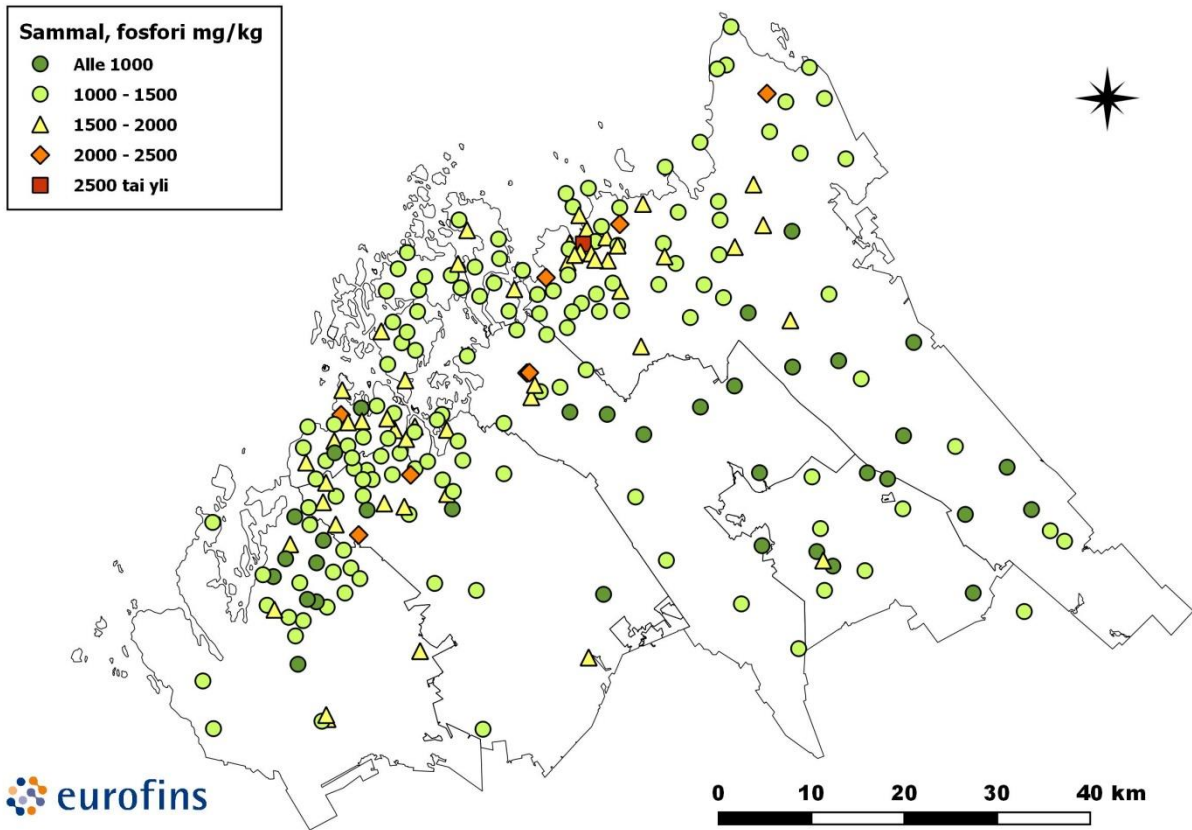 Sammal, fosfori mg/kg
Alle 1000
1000 - 1500
1500 - 2000
2000 - 2500
2500 tai yli
eurofins
0 10 20 30 40 km